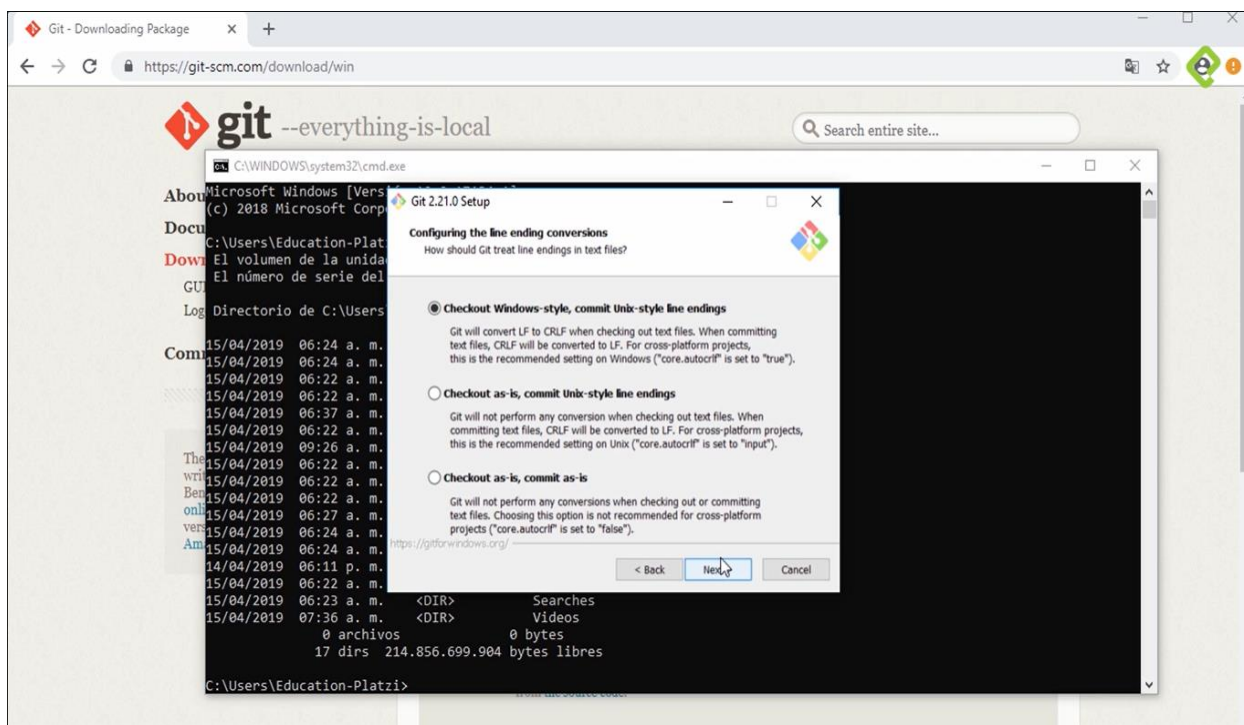 Git - Downloading Package
https://git-scm.com/download/win
git --everything-is-local
Search entire site...
C:\WINDOWS\system32\cmd.exe
Abou
Docu
Down
GUI
Log
Com
The
writ
Ben
onli
vers
Am
Microsoft Windows [Vers
(c) 2018 Microsoft Corp
C:\Users\Education-Plat
El volumen de la unida
El número de serie del
Directorio de C:\Users
15/04/2019 06:24 a. m.
15/04/2019 06:24 a. m.
15/04/2019 06:22 a. m.
15/04/2019 06:22 a. m.
15/04/2019 06:37 a. m.
15/04/2019 06:22 a. m.
15/04/2019 09:26 a. m.
15/04/2019 06:22 a. m.
15/04/2019 06:22 a. m.
15/04/2019 06:22 a. m.
15/04/2019 06:27 a. m.
15/04/2019 06:24 a. m.
15/04/2019 06:24 a. m.
14/04/2019 06:11 p. m.
15/04/2019 06:22 a. m.
15/04/2019 06:23 a. m. <DIR> Searches
15/04/2019 07:36 a. m. <DIR> Videos
0 archivos 0 bytes
17 dirs 214.856.699.904 bytes libres
C:\Users\Education-Platzi>
Git 2.21.0 Setup
Configuring the line ending conversions
How should Git treat line endings in text files?
Checkout Windows-style, commit Unix-style line endings
Git will convert LF to CRLF when checking out text files. When committing
text files, CRLF will be converted to LF. For cross-platform projects,
this is the recommended setting on Windows ("core.autocrlf" is set to "true").
Checkout as-is, commit Unix-style line endings
Git will not perform any conversion when checking out text files. When
committing text files, CRLF will be converted to LF. For cross-platform projects,
this is the recommended setting on Unix ("core.autocrlf" is set to "input").
Checkout as-is, commit as-is
Git will not perform any conversions when checking out or committing
text files. Choosing this option is not recommended for cross-platform
projects ("core.autocrlf" is set to "false").
https://gitforwindows.org/
< Back
Next
Cancel